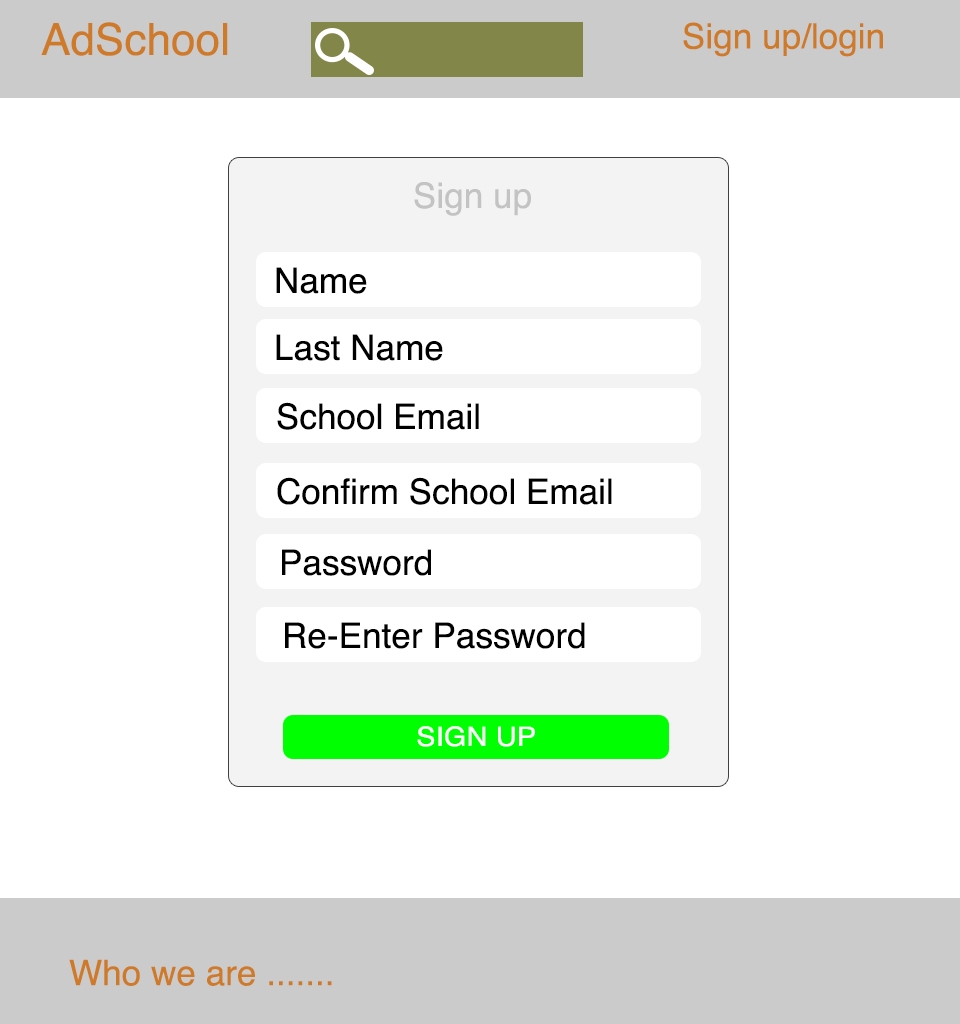 AdSchool
Sign up/login
Sign up
Name
Last Name
School Email
Confirm School Email
Password
Re-Enter Password
SIGN UP
Who we are .......